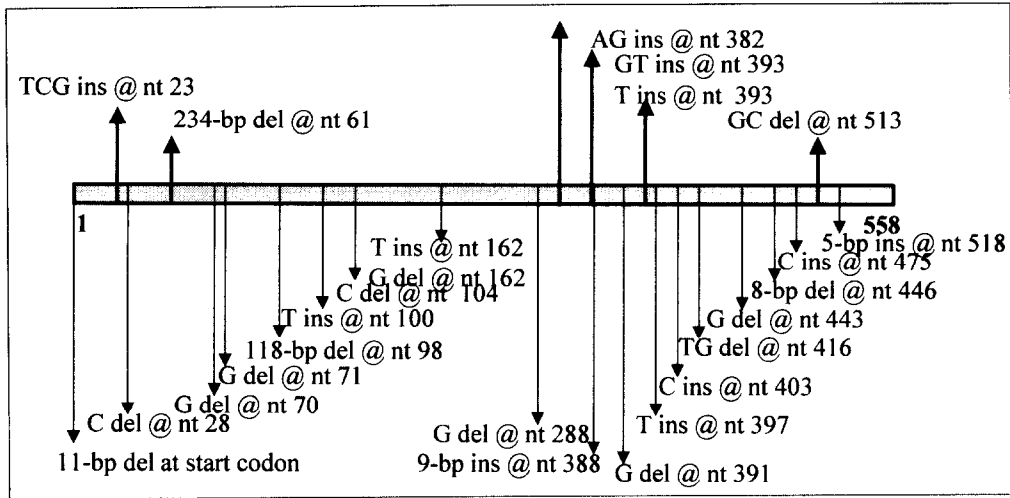 AG ins @ nt 382
GT ins @ nt 393
TCG ins @ nt 23
T ins @ nt 393
234-bp del @ nt 61
GC del @ nt 513
1
558
T ins @ nt 162
5-bp ins @ nt 518
G del @ nt 162
C ins @ nt 475
C del @ nt 104
8-bp del @ nt 446
T ins @ nt 100
G del @ nt 443
118-bp del @ nt 98
TG del @ nt 416
G del @ nt 71
C ins @ nt 403
G del @ nt 70
C del @ nt 28
T ins @ nt 397
G del @ nt 288
11-bp del at start codon
9-bp ins @ nt 388
G del @ nt 391